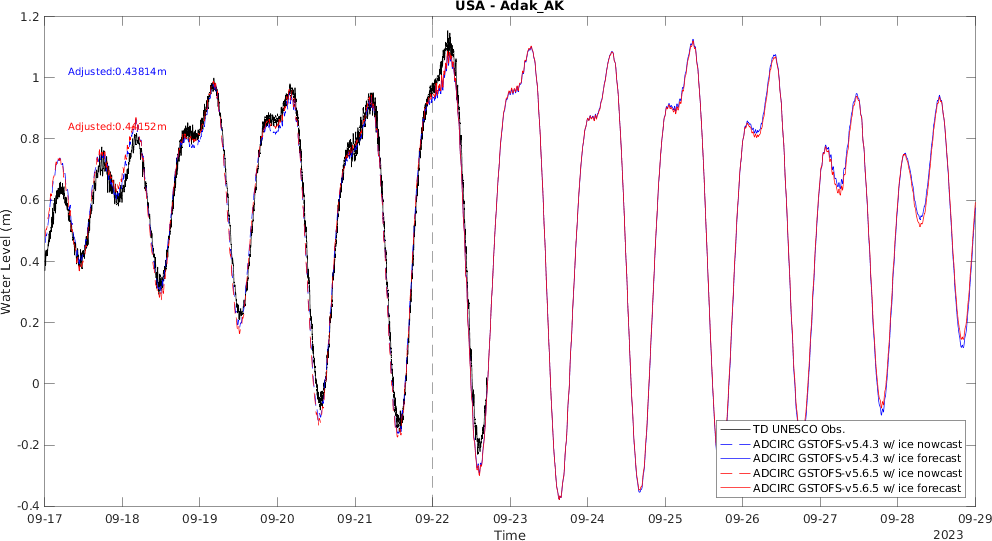 USA - Adak_AK
1.2
1
0.8
0.6
0.4
0.2
0
-0.2
-0.4
Water Level (m)
Adjusted:0.43814m
Adjusted:0.44152m
TD UNESCO Obs.
ADCIRC GSTOFS-v5.4.3 w/ ice nowcast
ADCIRC GSTOFS-v5.4.3 w/ ice forecast
ADCIRC GSTOFS-v5.6.5 w/ ice nowcast
ADCIRC GSTOFS-v5.6.5 w/ ice forecast
09-17 09-18 09-19 09-20 09-21 09-22 09-23 09-24 09-25 09-26 09-27 09-28 09-29
Time
2023